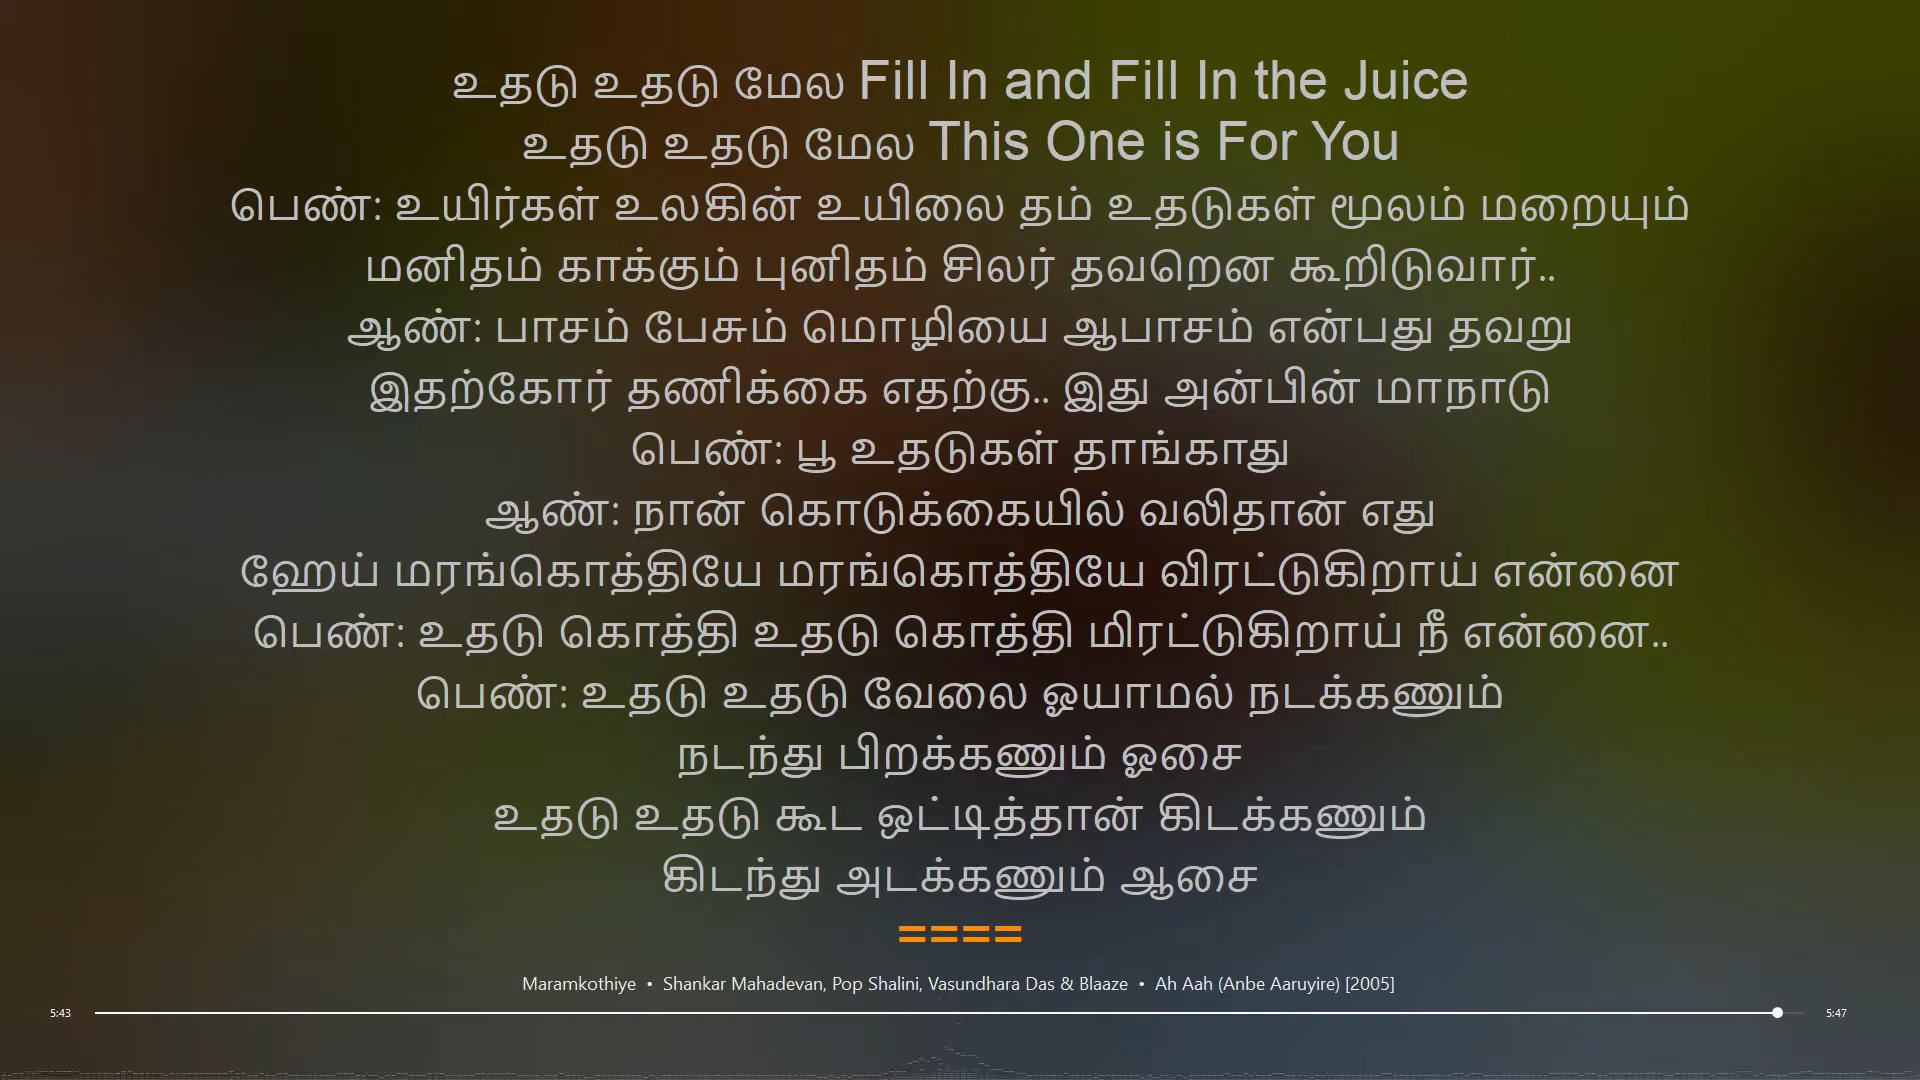 உதடு உதடு மேல Fill In and Fill In the Juice
உதடு உதடு மேல This One is For You
பெண்: உயிர்கள் உலகின் உயிலை தம் உதடுகள் மூலம் மறையும்
மனிதம் காக்கும் புனிதம் சிலர் தவறென கூறிடுவார்..
ஆண்: பாசம் பேசும் மொழியை ஆபாசம் என்பது தவறு
இதற்கோர் தணிக்கை எதற்கு.. இது அன்பின் மாநாடு
பெண்: பூ உதடுகள் தாங்காது
ஆண்: நான் கொடுக்கையில் வலிதான் எது
ஹேய் மரங்கொத்தியே மரங்கொத்தியே விரட்டுகிறாய் என்னை
பெண்: உதடு கொத்தி உதடு கொத்தி மிரட்டுகிறாய் நீ என்னை..
பெண்: உதடு உதடு வேலை ஓயாமல் நடக்கணும்
நடந்து பிறக்கணும் ஓசை
உதடு உதடு கூட ஒட்டித்தான் கிடக்கணும்
கிடந்து அடக்கணும் ஆசை
====
Maramkothiye • Shankar Mahadevan, Pop Shalini, Vasundhara Das & Blaaze • Ah Aah (Anbe Aaruyire) [2005]
5:43 5:47